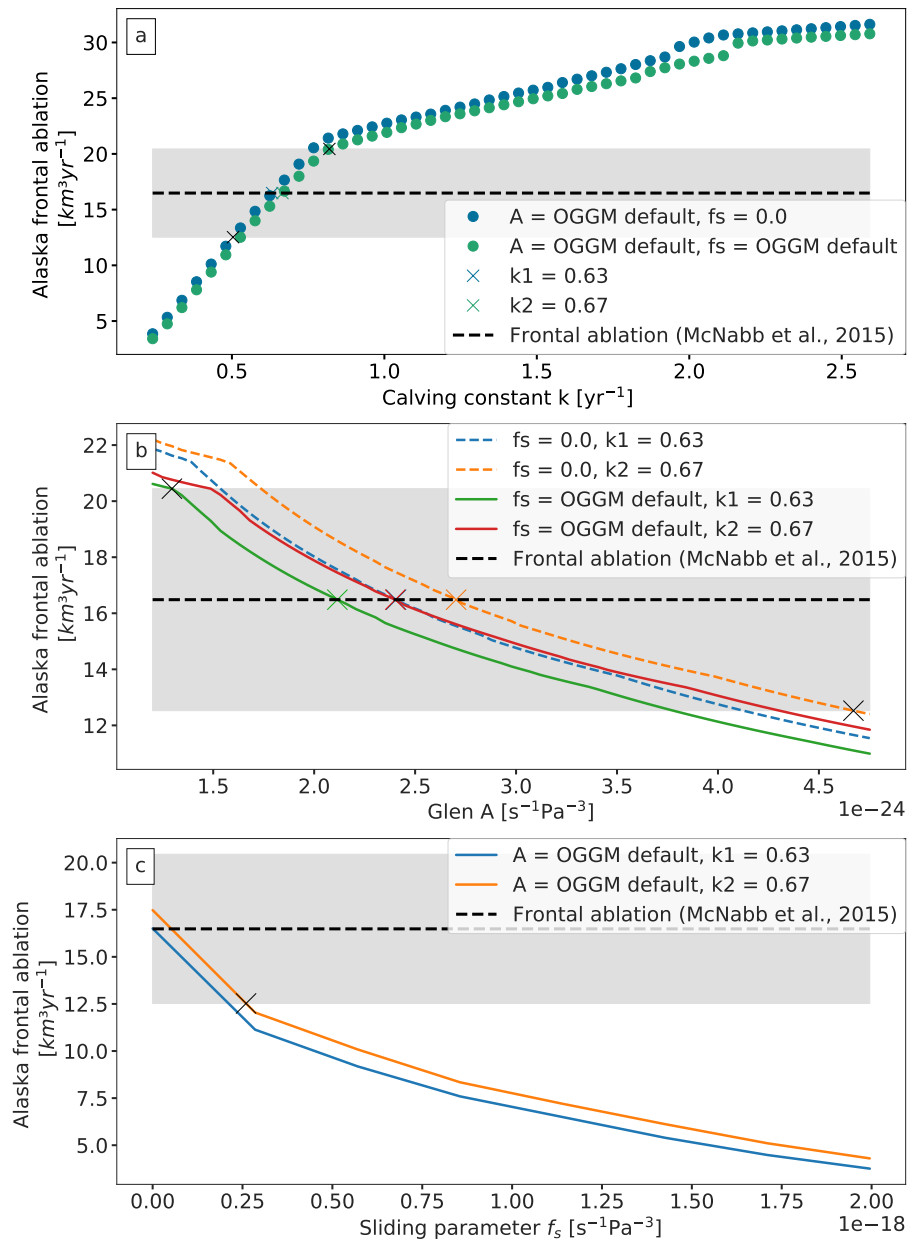 a
30
25
20
15
10
5
Alaska frontal ablation
[km³yr⁻¹]
A = OGGM default, fs = 0.0
A = OGGM default, fs = OGGM default
k1 = 0.63
k2 = 0.67
Frontal ablation (McNabb et al., 2015)
0.5 1.0 1.5 2.0 2.5
Calving constant k [yr⁻¹]
b
22
20
18
16
14
12
Alaska frontal ablation
[km³yr⁻¹]
fs = 0.0, k1 = 0.63
fs = 0.0, k2 = 0.67
fs = OGGM default, k1 = 0.63
fs = OGGM default, k2 = 0.67
Frontal ablation (McNabb et al., 2015)
1.5 2.0 2.5 3.0 3.5 4.0 4.5
Glen A [s⁻¹Pa⁻³]
1e−24
c
20.0
17.5
15.0
12.5
10.0
7.5
5.0
Alaska frontal ablation
[km³yr⁻¹]
A = OGGM default, k1 = 0.63
A = OGGM default, k2 = 0.67
Frontal ablation (McNabb et al., 2015)
0.00 0.25 0.50 0.75 1.00 1.25 1.50 1.75 2.00
Sliding parameter fₛ [s⁻¹Pa⁻³]
1e−18